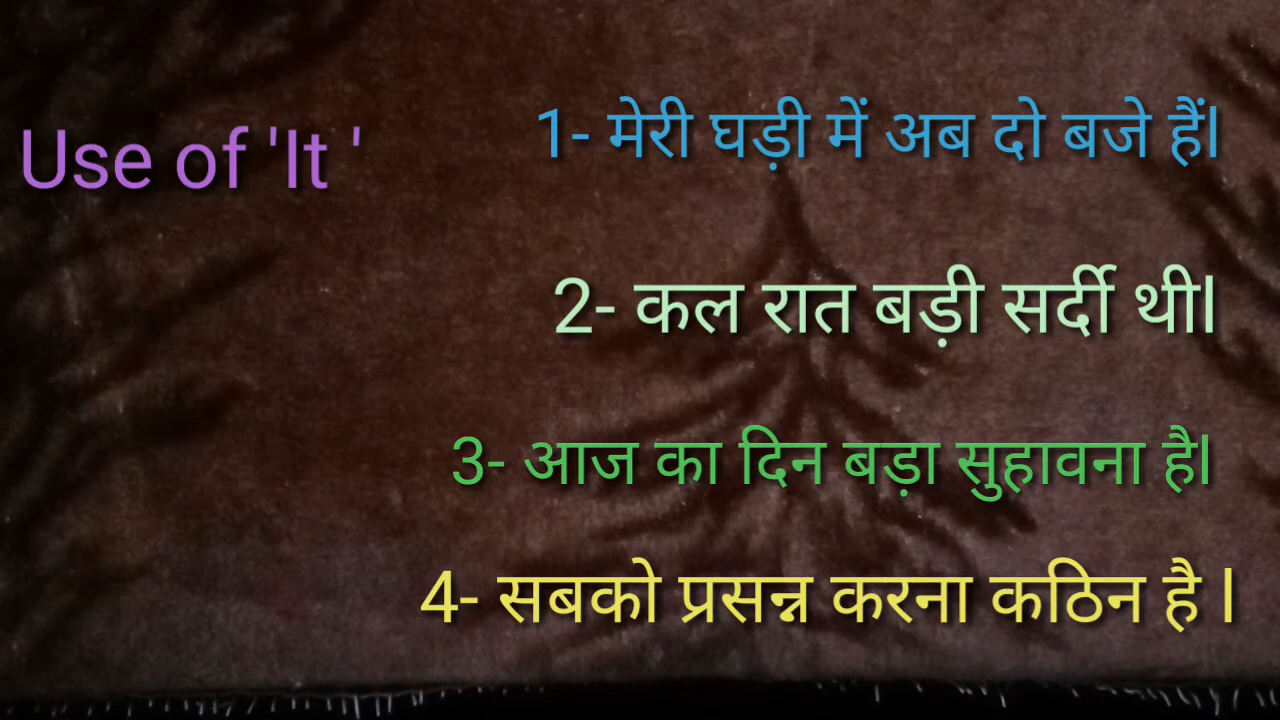 Use of 'It '
1- मेरी घड़ी में अब दो बजे हैंl
2- कल रात बड़ी सर्दी थीl
3- आज का दिन बड़ा सुहावना हैl
4- सबको प्रसन्न करना कठिन है l